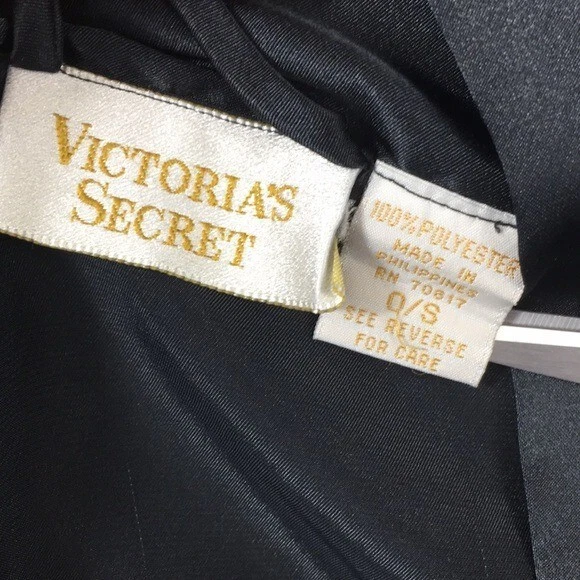 VICTORIA'S
SECRET
100% POLYESTER
MADE IN
PHILIPPINES
RN 70817
O/S
SEE REVERSE
FOR CARE